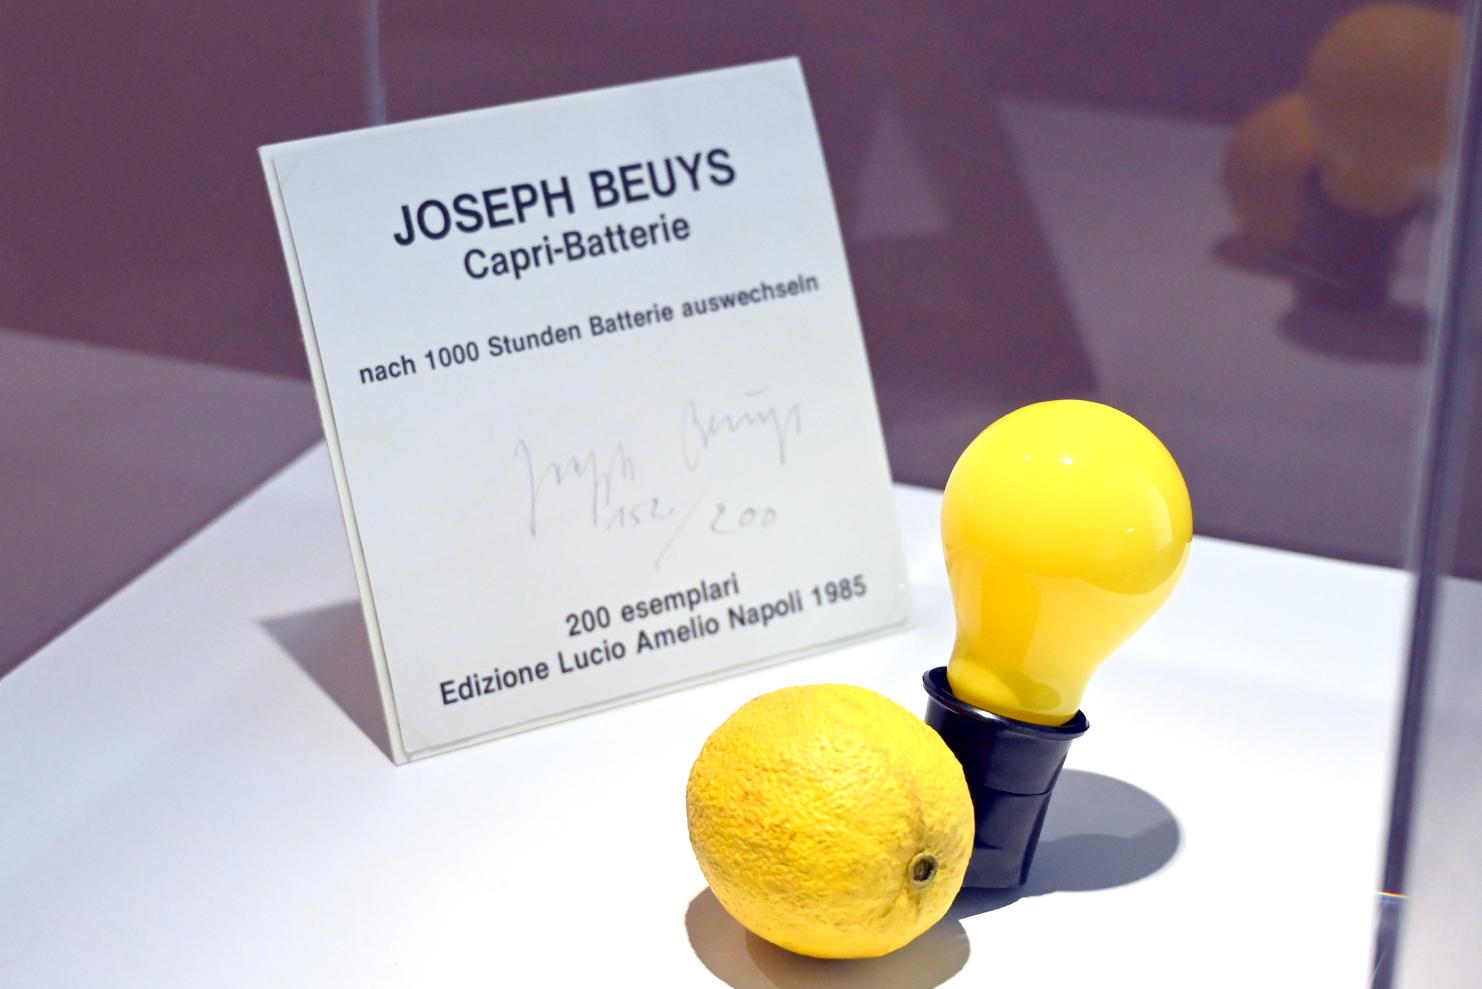 JOSEPH BEUYS
Capri-Batterie
nach 1000 Stunden Batterie auswechseln
Joseph Beuys
152/200
200 esemplari
Edizione Lucio Amelio Napoli 1985